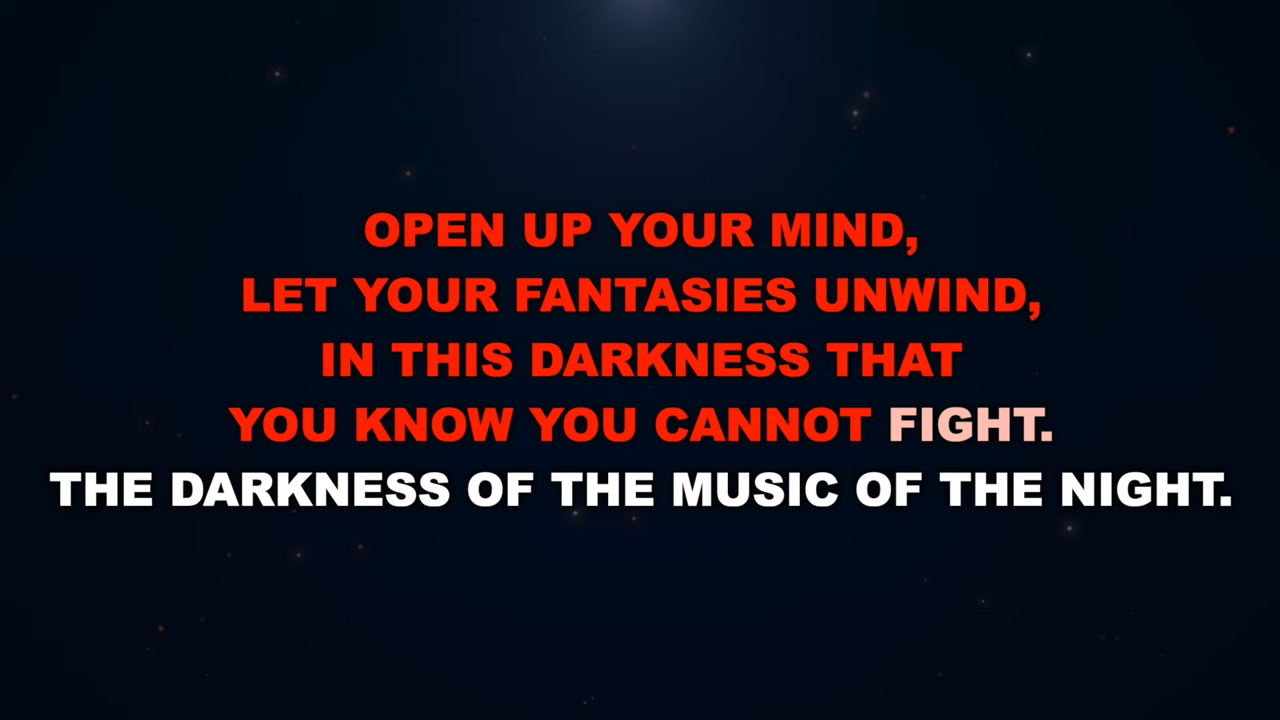 OPEN UP YOUR MIND,
LET YOUR FANTASIES UNWIND,
IN THIS DARKNESS THAT
YOU KNOW YOU CANNOT FIGHT.
THE DARKNESS OF THE MUSIC OF THE NIGHT.